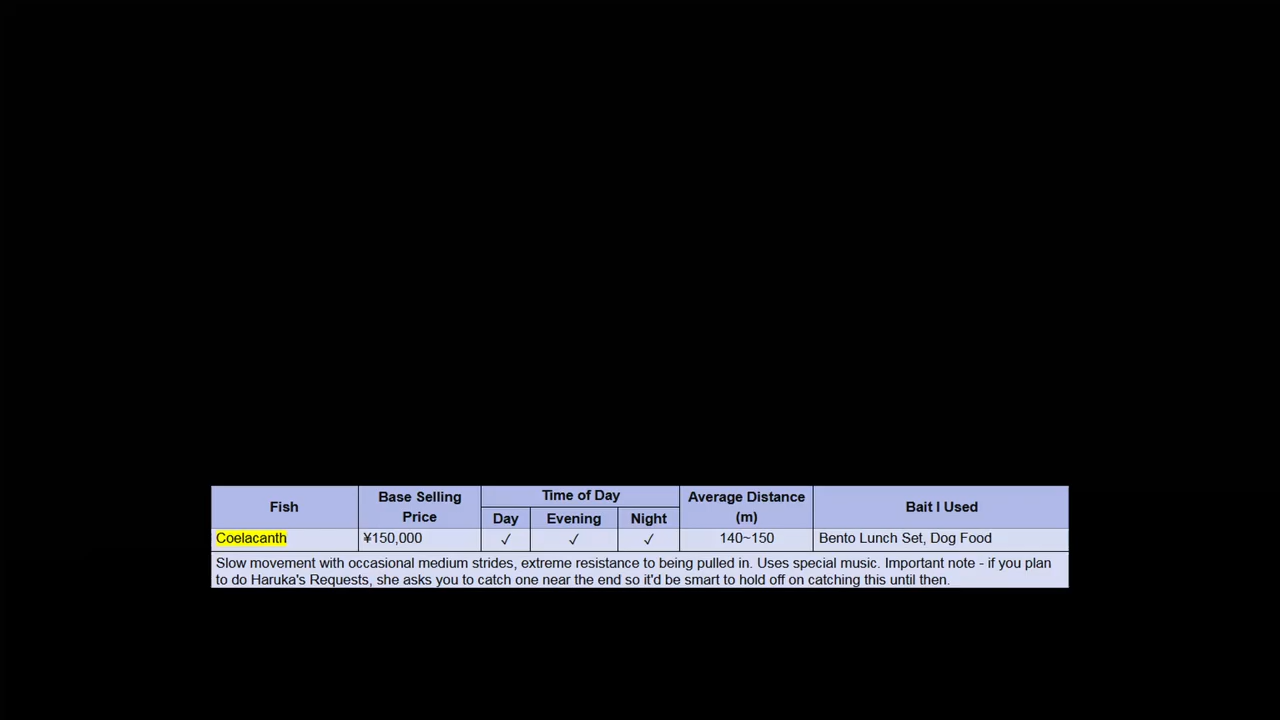 Fish Base Selling Price Time of Day Average Distance (m) Bait I Used
Day Evening Night
Coelacanth ¥150,000 ✓ ✓ ✓ 140~150 Bento Lunch Set, Dog Food
Slow movement with occasional medium strides, extreme resistance to being pulled in. Uses special music. Important note - if you plan
to do Haruka's Requests, she asks you to catch one near the end so it'd be smart to hold off on catching this until then.